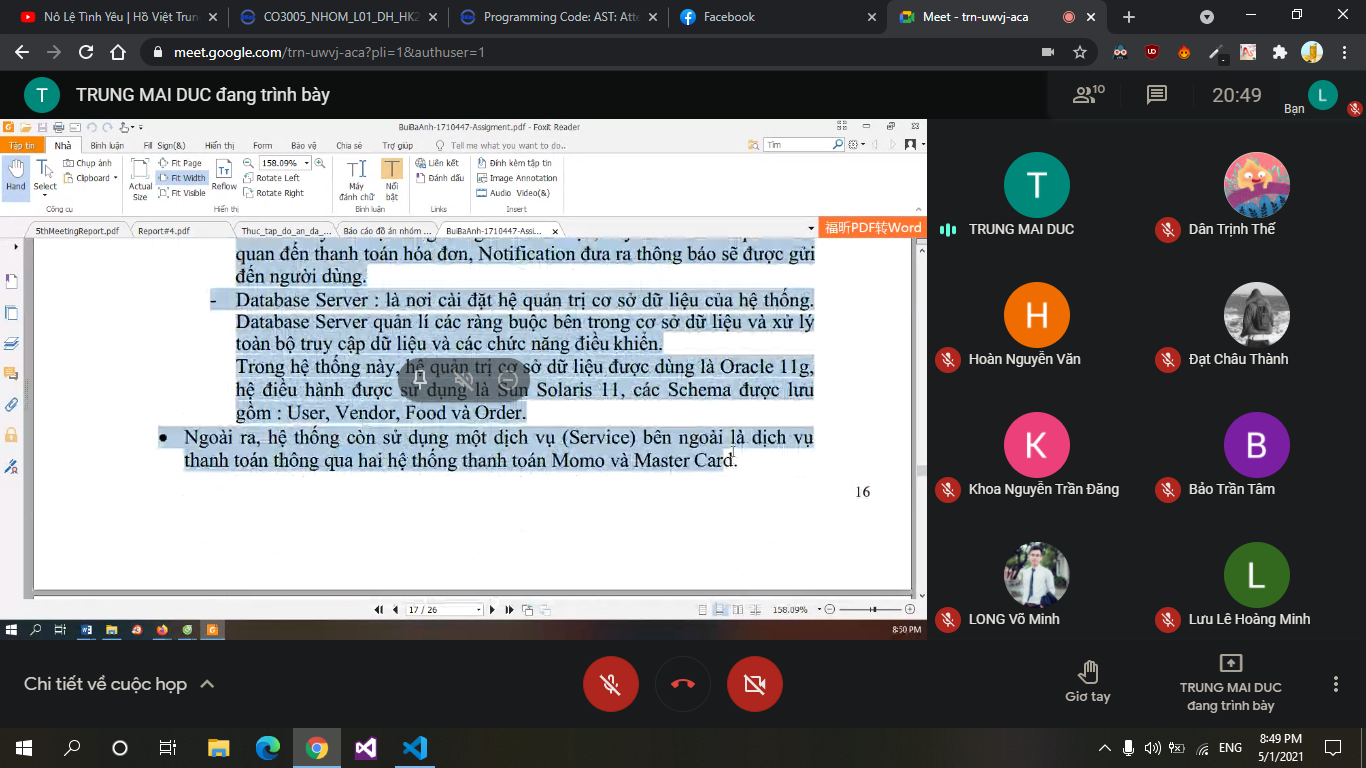 Nô Lệ Tình Yêu | Hồ Việt Trun
CO3005_NHOM_L01_DH_HK2
Programming Code: AST: Atte
Facebook
Meet - trn-uwvj-aca
meet.google.com/trn-uwvj-aca?pli=1&authuser=1
T
TRUNG MAI DUC đang trình bày
10
20:49
Bạn
L
BuiBaAnh-1710447-Assigment.pdf - Foxit Reader
Tập tin
Nhà
Bình luận
Fill Sign(&)
Hiển thị
Form
Bảo vệ
Chia sẻ
Trợ giúp
Tell me what you want to do..
Tìm
Hand
Select
Chụp ảnh
Clipboard
Công cụ
Actual Size
Fit Page
Fit Width
Fit Visible
Reflow
158.09%
Rotate Left
Rotate Right
Hiển thị
Máy đánh chữ
Nổi bật
Bình luận
Liên kết
Đánh dấu
Links
Đính kèm tập tin
Image Annotation
Audio Video(&)
Insert
5thMeetingReport.pdf
Report#4.pdf
Thuc_tap_do_an_da_...
Báo cáo đồ án nhóm ...
BuiBaAnh-1710447-Assi...
福昕PDF转Word
quan đến thanh toán hóa đơn, Notification đưa ra thông báo sẽ được gửi
đến người dùng.
- Database Server : là nơi cài đặt hệ quản trị cơ sở dữ liệu của hệ thống.
Database Server quản lí các ràng buộc bên trong cơ sở dữ liệu và xử lý
toàn bộ truy cập dữ liệu và các chức năng điều khiển.
Trong hệ thống này, hệ quản trị cơ sở dữ liệu được dùng là Oracle 11g,
hệ điều hành được sử dụng là Sun Solaris 11, các Schema được lưu
gồm : User, Vendor, Food và Order.
● Ngoài ra, hệ thống còn sử dụng một dịch vụ (Service) bên ngoài là dịch vụ
thanh toán thông qua hai hệ thống thanh toán Momo và Master Card.
16
17 / 26
158.09%
8:50 PM
T
TRUNG MAI DUC
Dân Trịnh Thế
H
Hoàn Nguyễn Văn
Đạt Châu Thành
K
Khoa Nguyễn Trần Đăng
B
Bảo Trần Tâm
LONG Võ Minh
L
Lưu Lê Hoàng Minh
Chi tiết về cuộc họp
Giơ tay
TRUNG MAI DUC
đang trình bày
ENG
8:49 PM
5/1/2021